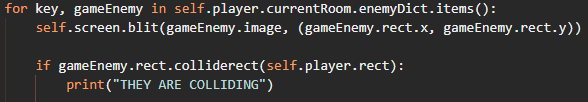 for key, gameEnemy in self.player.currentRoom.enemyDict.items():
    self.screen.blit(gameEnemy.image, (gameEnemy.rect.x, gameEnemy.rect.y))
    if gameEnemy.rect.colliderect(self.player.rect):
        print("THEY ARE COLLIDING")